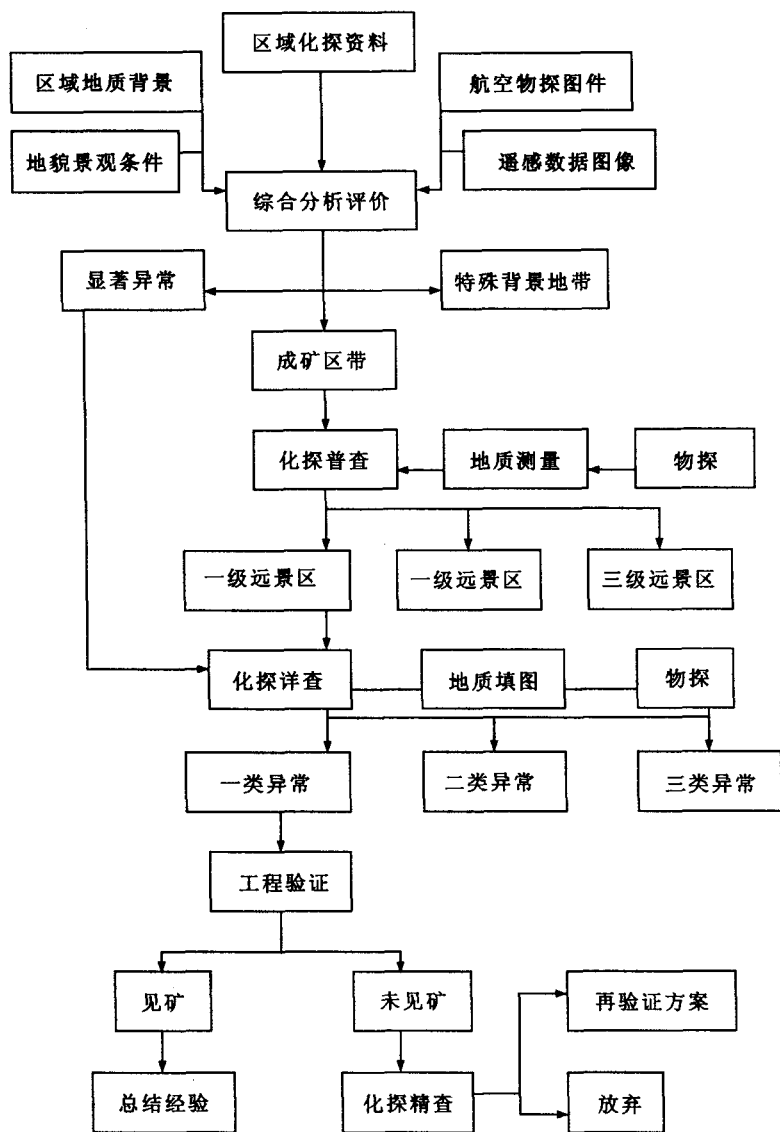 区域化探资料
区域地质背景
航空物探图件
地貌景观条件
遥感数据图像
综合分析评价
显著异常
特殊背景地带
成矿区带
化探普查
地质测量
物探
一级远景区
一级远景区
三级远景区
化探详查
地质填图
物探
一类异常
二类异常
三类异常
工程验证
见矿
未见矿
再验证方案
总结经验
化探精查
放弃